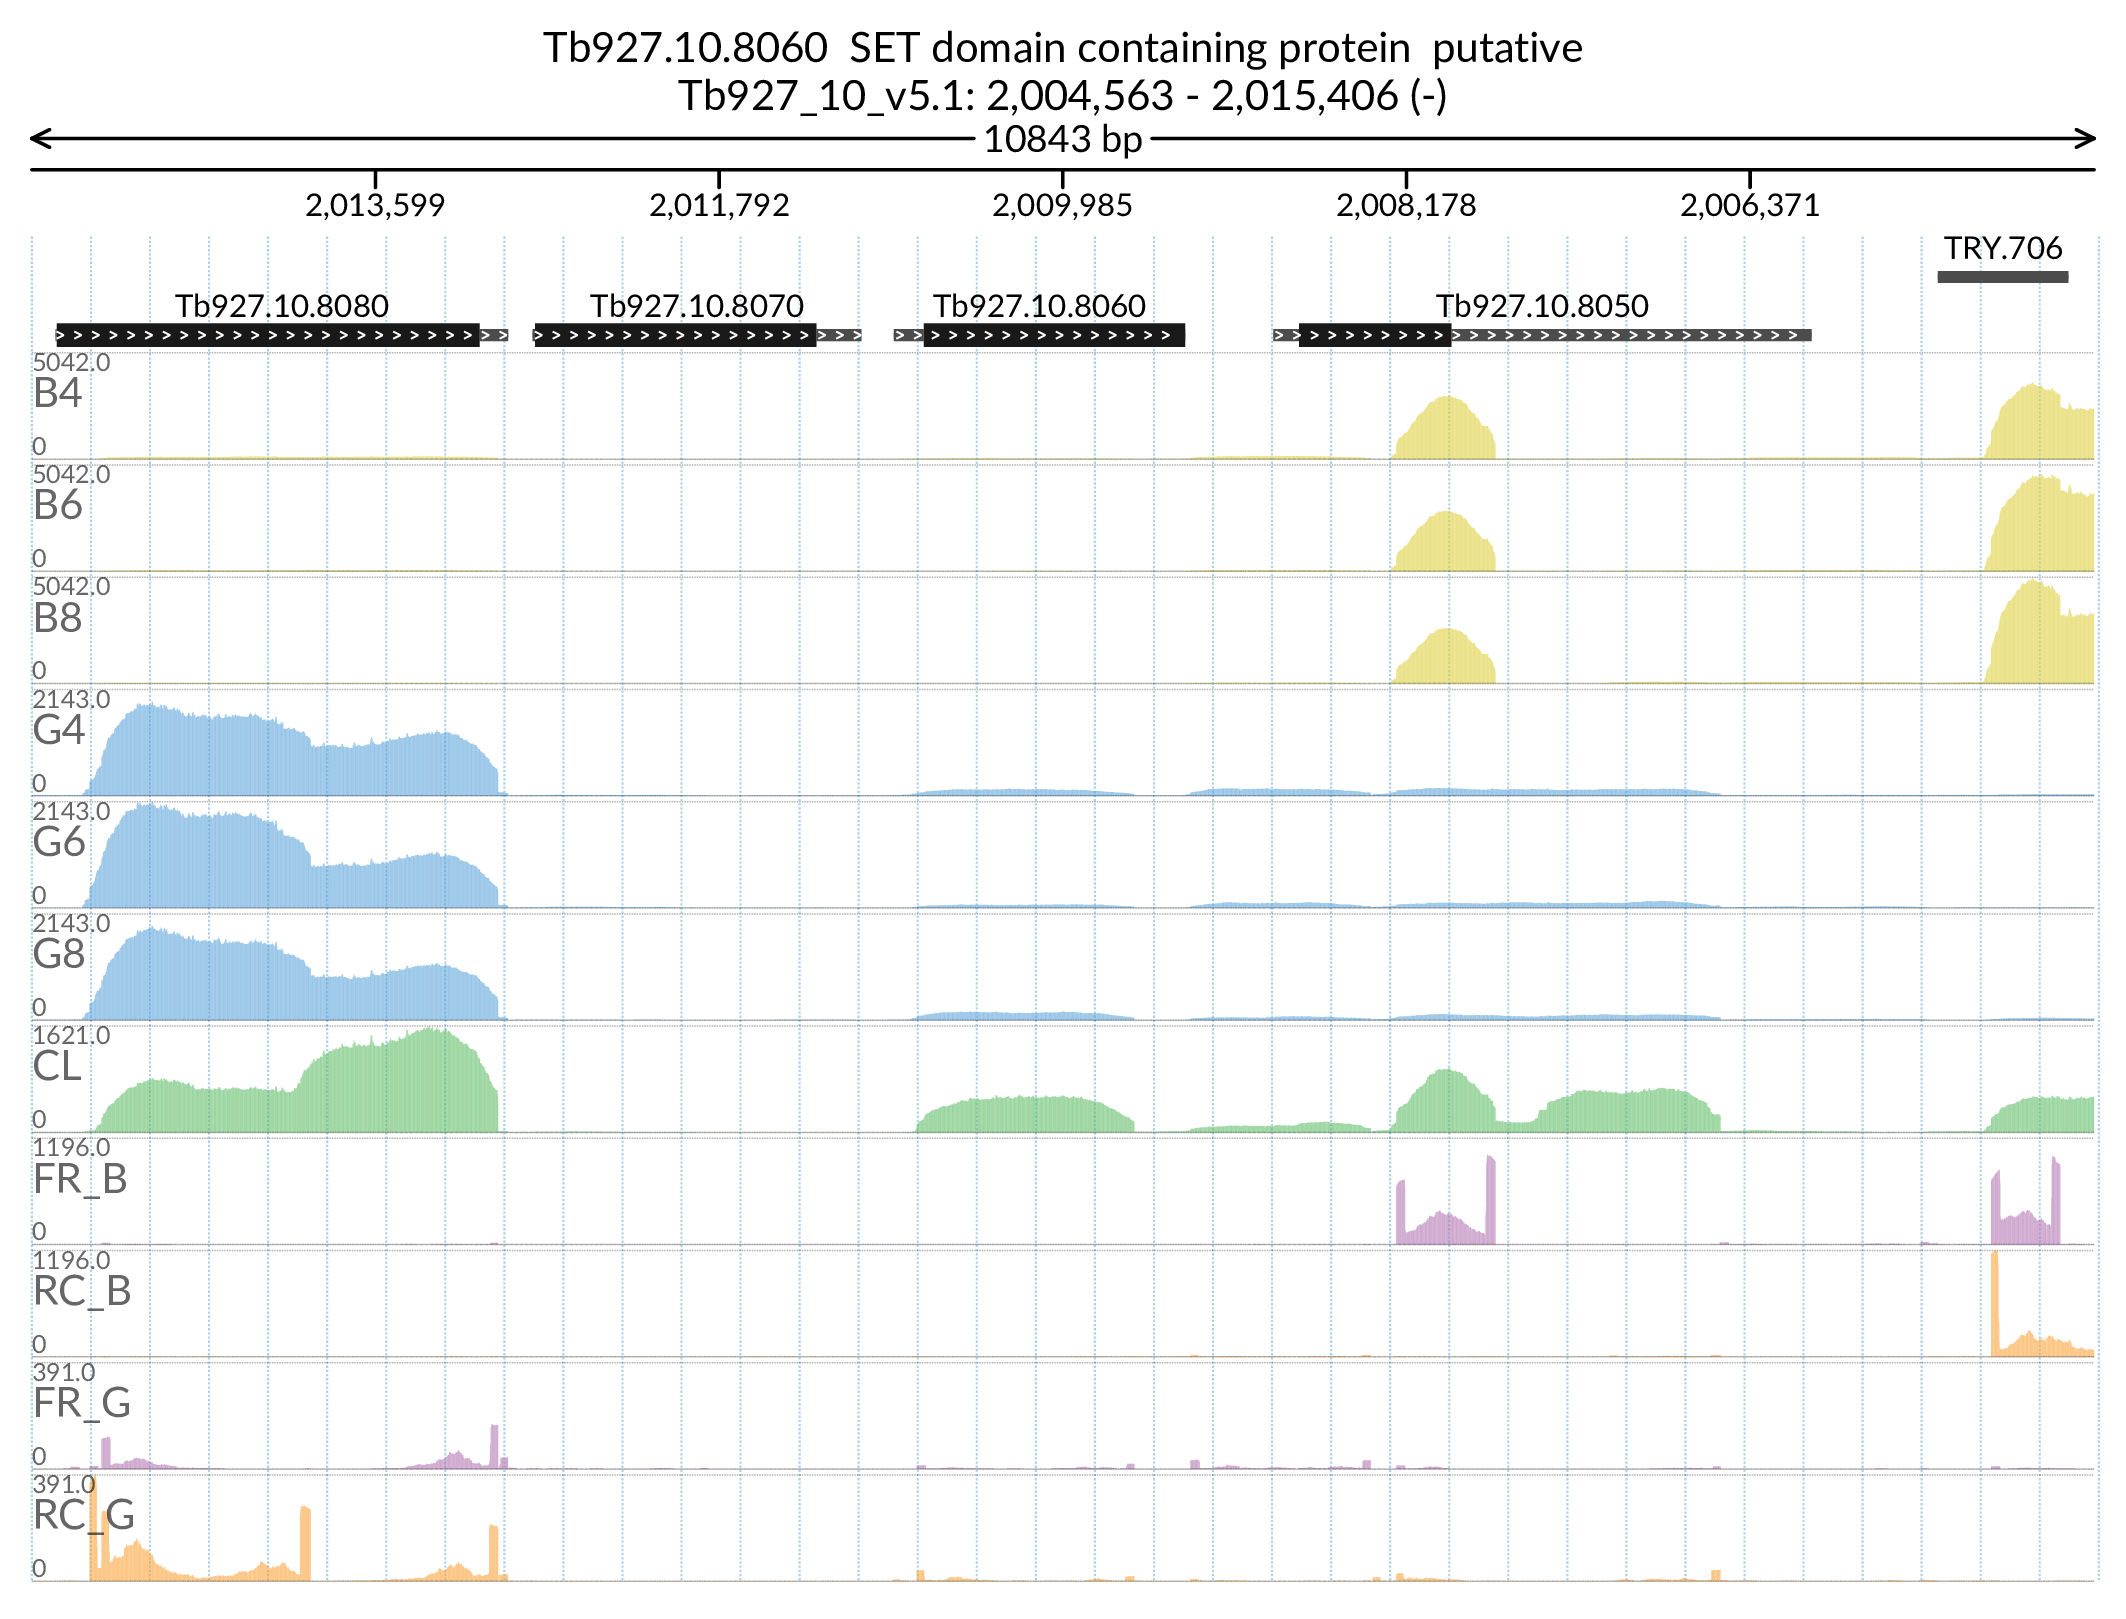 Tb927.10.8060  SET domain containing protein  putative
Tb927_10_v5.1: 2,004,563 - 2,015,406 (-)
10843 bp
2,013,599 2,011,792 2,009,985 2,008,178 2,006,371
TRY.706
Tb927.10.8080 Tb927.10.8070 Tb927.10.8060 Tb927.10.8050
5042.0
B4
0
5042.0
B6
0
5042.0
B8
0
2143.0
G4
0
2143.0
G6
0
2143.0
G8
0
1621.0
CL
0
1196.0
FR_B
0
1196.0
RC_B
0
391.0
FR_G
0
391.0
RC_G
0